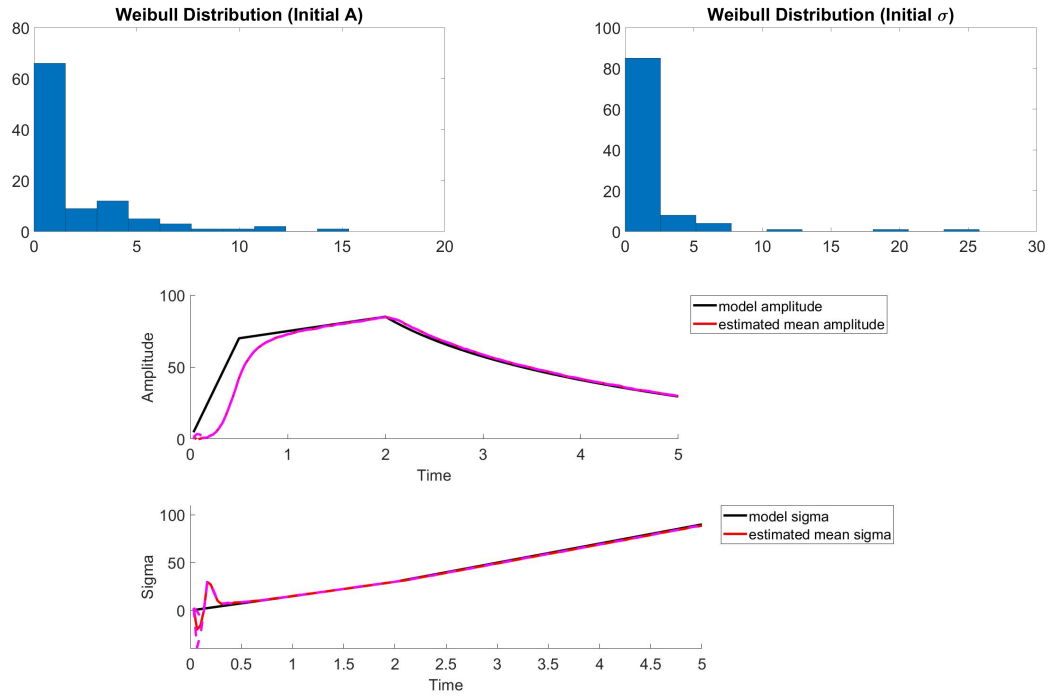 Weibull Distribution (Initial A)
80
60
40
20
0
0 5 10 15 20
Weibull Distribution (Initial σ)
100
80
60
40
20
0
0 5 10 15 20 25 30
100
50
0
Amplitude
0 1 2 3 4 5
Time
model amplitude
estimated mean amplitude
100
50
0
Sigma
0 0.5 1 1.5 2 2.5 3 3.5 4 4.5 5
Time
model sigma
estimated mean sigma